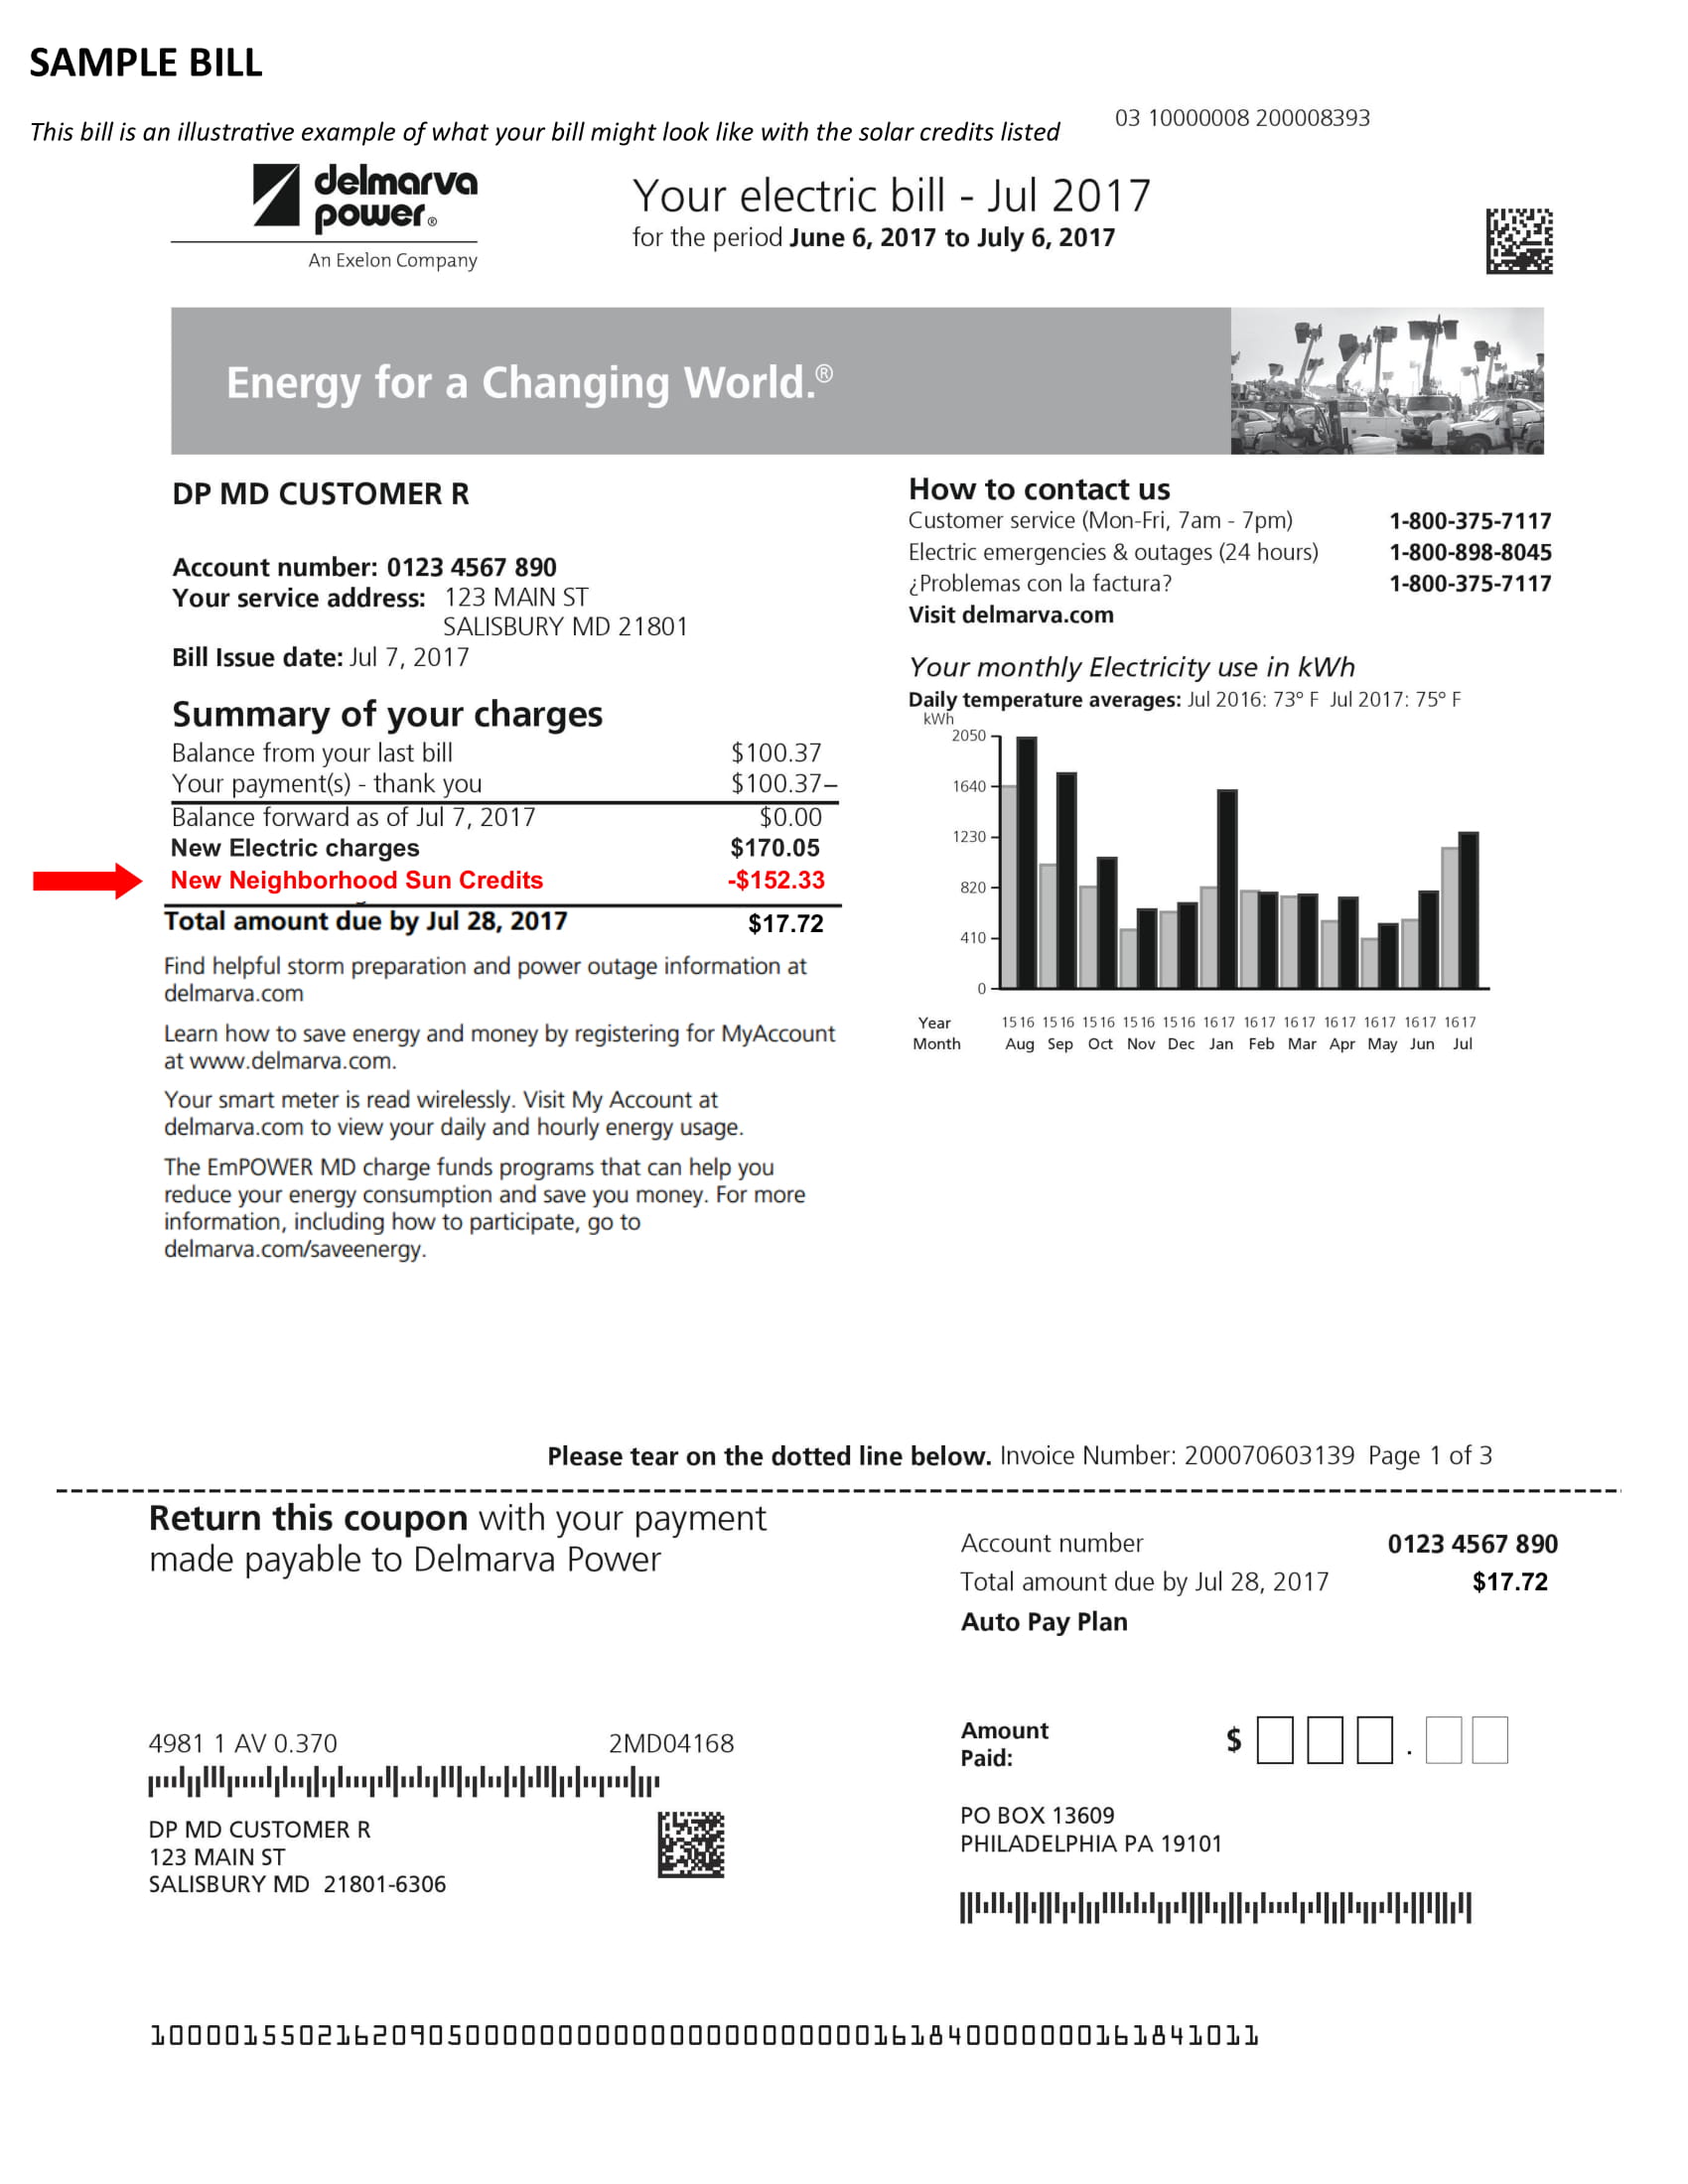 SAMPLE BILL
This bill is an illustrative example of what your bill might look like with the solar credits listed
03 10000008 200008393
delmarva
power®
An Exelon Company
Your electric bill - Jul 2017
for the period June 6, 2017 to July 6, 2017
Energy for a Changing World.®
DP MD CUSTOMER R
Account number: 0123 4567 890
Your service address: 123 MAIN ST
SALISBURY MD 21801
Bill Issue date: Jul 7, 2017
Summary of your charges
Balance from your last bill $100.37
Your payment(s) - thank you $100.37–
Balance forward as of Jul 7, 2017 $0.00
New Electric charges $170.05
New Neighborhood Sun Credits -$152.33
Total amount due by Jul 28, 2017 $17.72
Find helpful storm preparation and power outage information at
delmarva.com
Learn how to save energy and money by registering for MyAccount
at www.delmarva.com.
Your smart meter is read wirelessly. Visit My Account at
delmarva.com to view your daily and hourly energy usage.
The EmPOWER MD charge funds programs that can help you
reduce your energy consumption and save you money. For more
information, including how to participate, go to
delmarva.com/saveenergy.
How to contact us
Customer service (Mon-Fri, 7am - 7pm) 1-800-375-7117
Electric emergencies & outages (24 hours) 1-800-898-8045
¿Problemas con la factura? 1-800-375-7117
Visit delmarva.com
Your monthly Electricity use in kWh
Daily temperature averages: Jul 2016: 73° F Jul 2017: 75° F
kWh
2050
1640
1230
820
410
0
Year 15 16 15 16 15 16 15 16 15 16 16 17 16 17 16 17 16 17 16 17 16 17 16 17
Month Aug Sep Oct Nov Dec Jan Feb Mar Apr May Jun Jul
Please tear on the dotted line below. Invoice Number: 200070603139 Page 1 of 3
Return this coupon with your payment
made payable to Delmarva Power
Account number 0123 4567 890
Total amount due by Jul 28, 2017 $17.72
Auto Pay Plan
4981 1 AV 0.370 2MD04168
DP MD CUSTOMER R
123 MAIN ST
SALISBURY MD 21801-6306
Amount
Paid: $ .
PO BOX 13609
PHILADELPHIA PA 19101